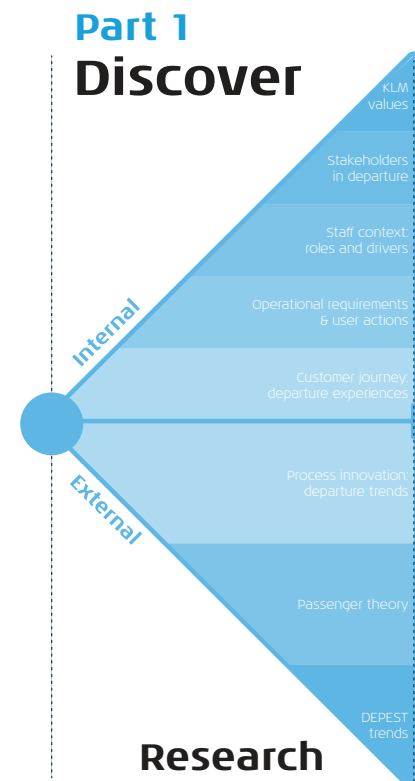 Part 1
Discover
KLM
values
Stakeholders
in departure
Staff context:
roles and drivers
Operational requirements
& user actions
Internal
Customer journey:
departure experiences
External
Process innovation:
departure trends
Passenger theory
DEPEST
trends
Research